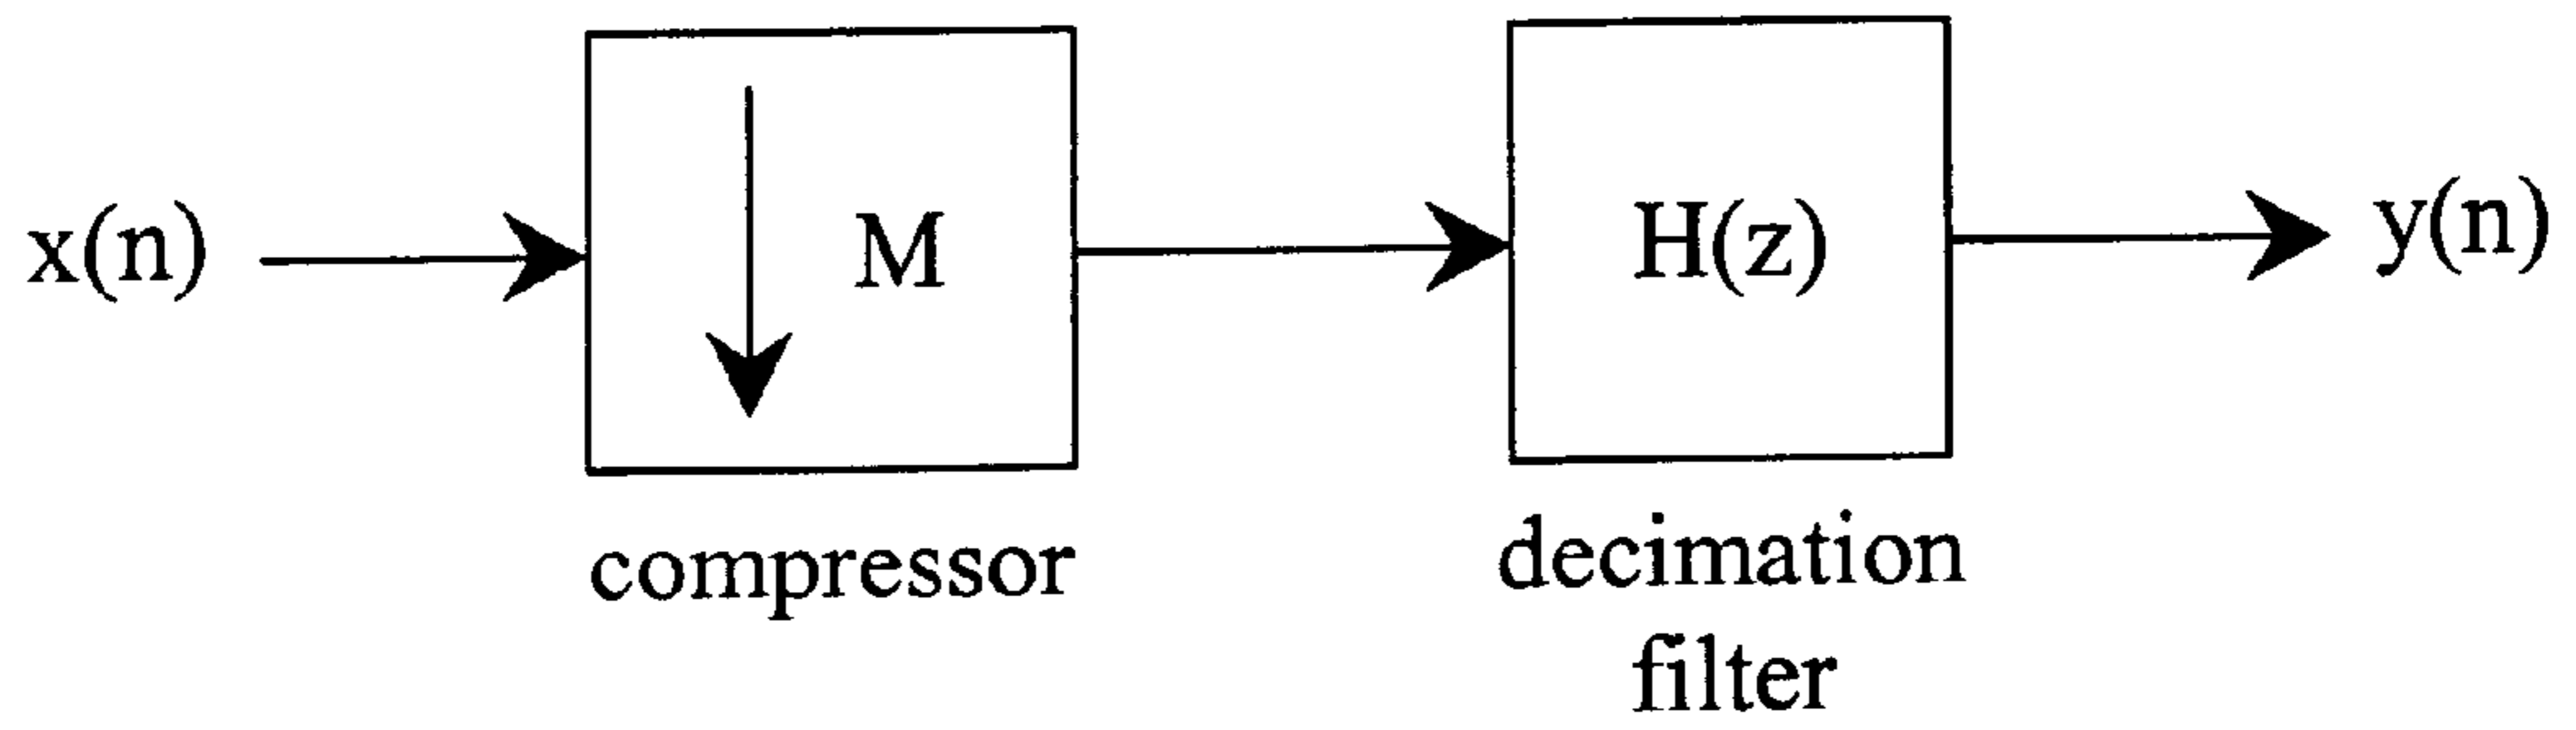 x(n)
M
H(z)
y(n)
compressor
decimation
filter